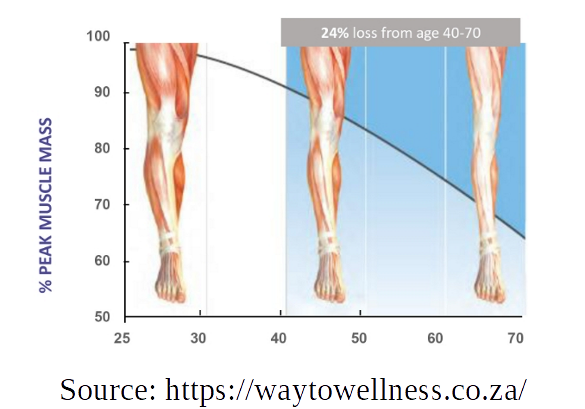 24% loss from age 40-70
% PEAK MUSCLE MASS
100
90
80
70
60
50
25 30 40 50 60 70
Source: https://waytowellness.co.za/